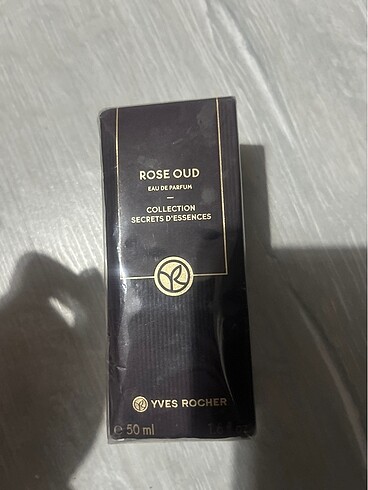 ROSE OUD
EAU DE PARFUM
COLLECTION
SECRETS D'ESSENCES
YVES ROCHER
℮ 50 ml